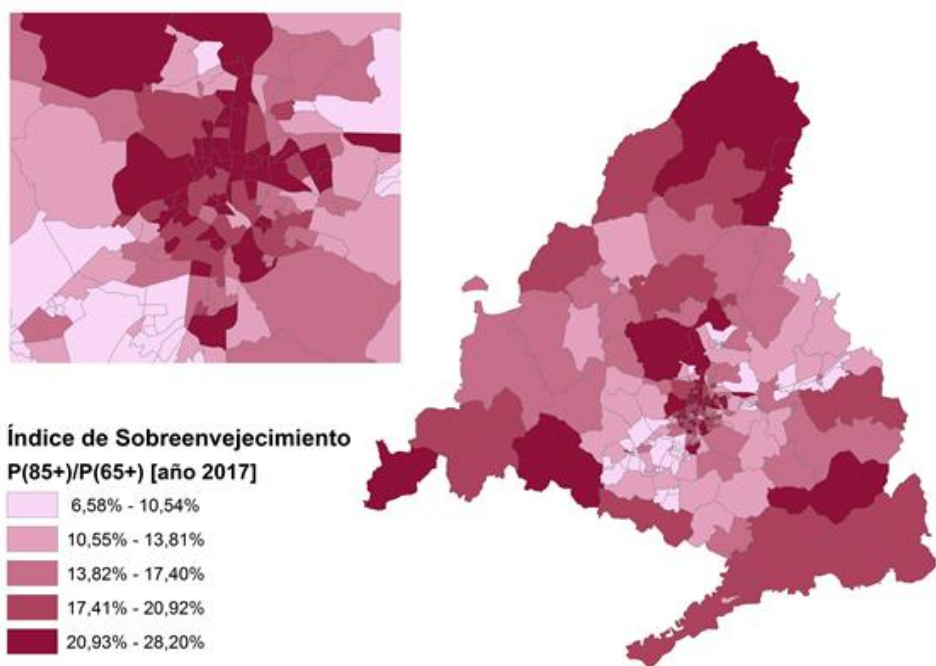 Índice de Sobreenvejecimiento
P(85+)/P(65+) [año 2017]
6,58% - 10,54%
10,55% - 13,81%
13,82% - 17,40%
17,41% - 20,92%
20,93% - 28,20%